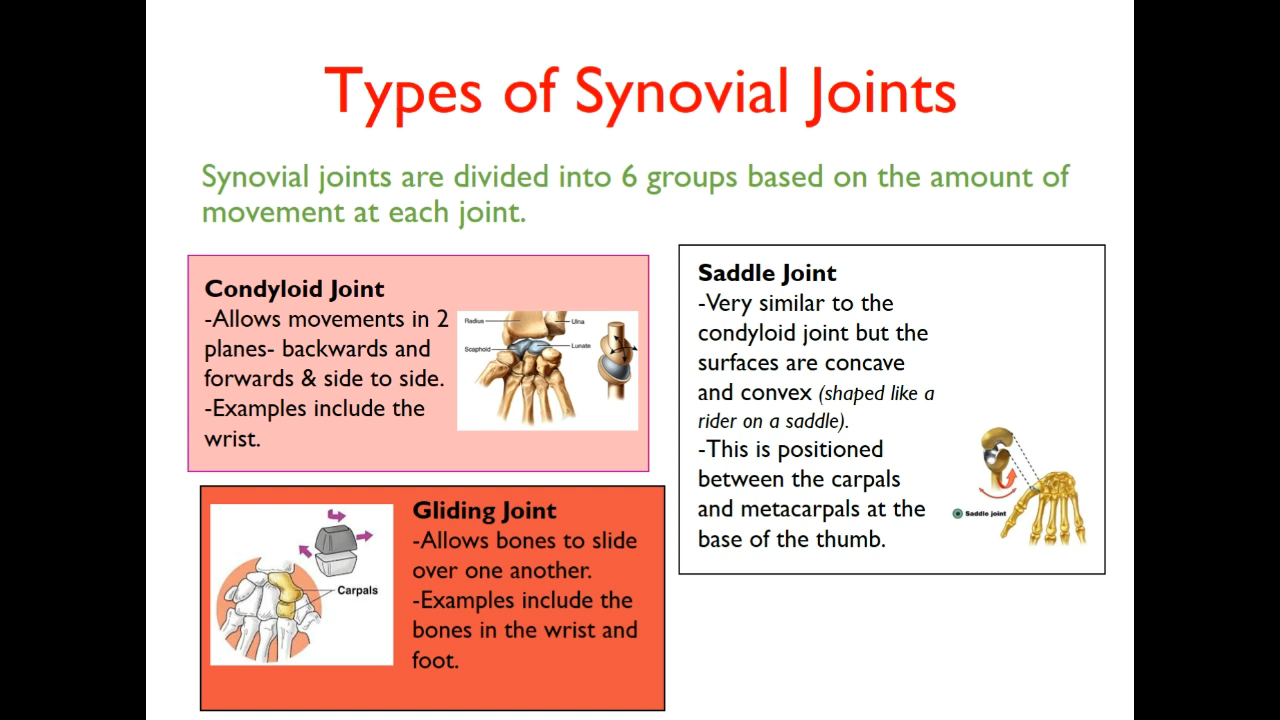 Types of Synovial Joints
Synovial joints are divided into 6 groups based on the amount of
movement at each joint.
Condyloid Joint
-Allows movements in 2
planes- backwards and
forwards & side to side.
-Examples include the
wrist.
Radius
Ulna
Scaphoid
Lunate
Saddle Joint
-Very similar to the
condyloid joint but the
surfaces are concave
and convex (shaped like a
rider on a saddle).
-This is positioned
between the carpals
and metacarpals at the
base of the thumb.
Saddle joint
Gliding Joint
-Allows bones to slide
over one another.
-Examples include the
bones in the wrist and
foot.
Carpals